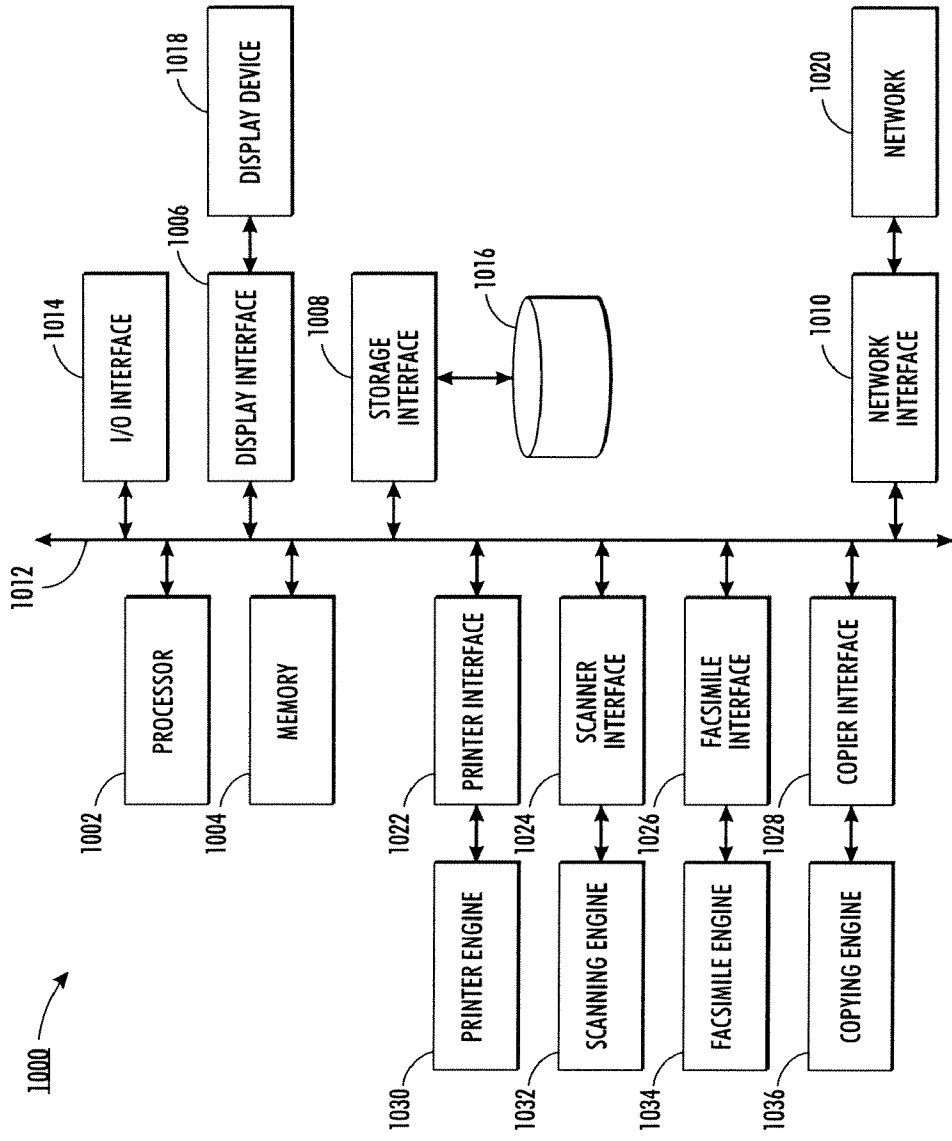 1000
1012
1002
PROCESSOR
1004
MEMORY
1014
I/O INTERFACE
1006
DISPLAY INTERFACE
1018
DISPLAY DEVICE
1008
STORAGE
INTERFACE
1016
1030
PRINTER ENGINE
1022
PRINTER INTERFACE
1032
SCANNING ENGINE
1024
SCANNER
INTERFACE
1034
FACSIMILE ENGINE
1026
FACSIMILE
INTERFACE
1036
COPYING ENGINE
1028
COPIER INTERFACE
1010
NETWORK
INTERFACE
1020
NETWORK